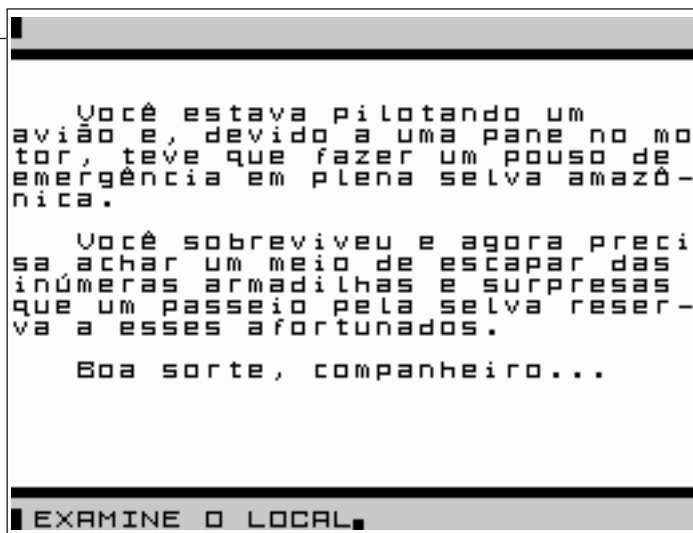 Você estava pilotando um
avião e, devido a uma pane no mo
tor, teve que fazer um pouso de
emergência em plena selva amazô-
nica.
Você sobreviveu e agora preci
sa achar um meio de escapar das
inúmeras armadilhas e surpresas
que um passeio pela selva reser-
va a esses afortunados.
Boa sorte, companheiro...
EXAMINE O LOCAL